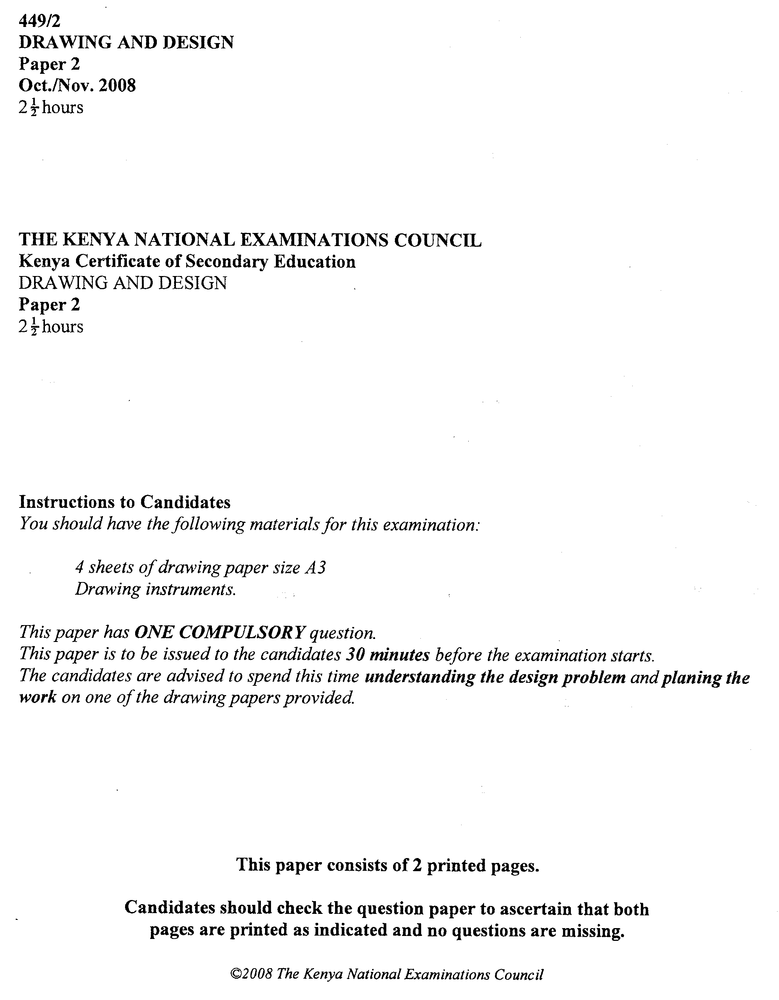 449/2
DRAWING AND DESIGN
Paper 2
Oct./Nov. 2008
2 ½ hours
THE KENYA NATIONAL EXAMINATIONS COUNCIL
Kenya Certificate of Secondary Education
DRAWING AND DESIGN
Paper 2
2 ½ hours
Instructions to Candidates
You should have the following materials for this examination:
4 sheets of drawing paper size A3
Drawing instruments.
This paper has ONE COMPULSORY question.
This paper is to be issued to the candidates 30 minutes before the examination starts.
The candidates are advised to spend this time understanding the design problem and planing the
work on one of the drawing papers provided.
This paper consists of 2 printed pages.
Candidates should check the question paper to ascertain that both
pages are printed as indicated and no questions are missing.
©2008 The Kenya National Examinations Council